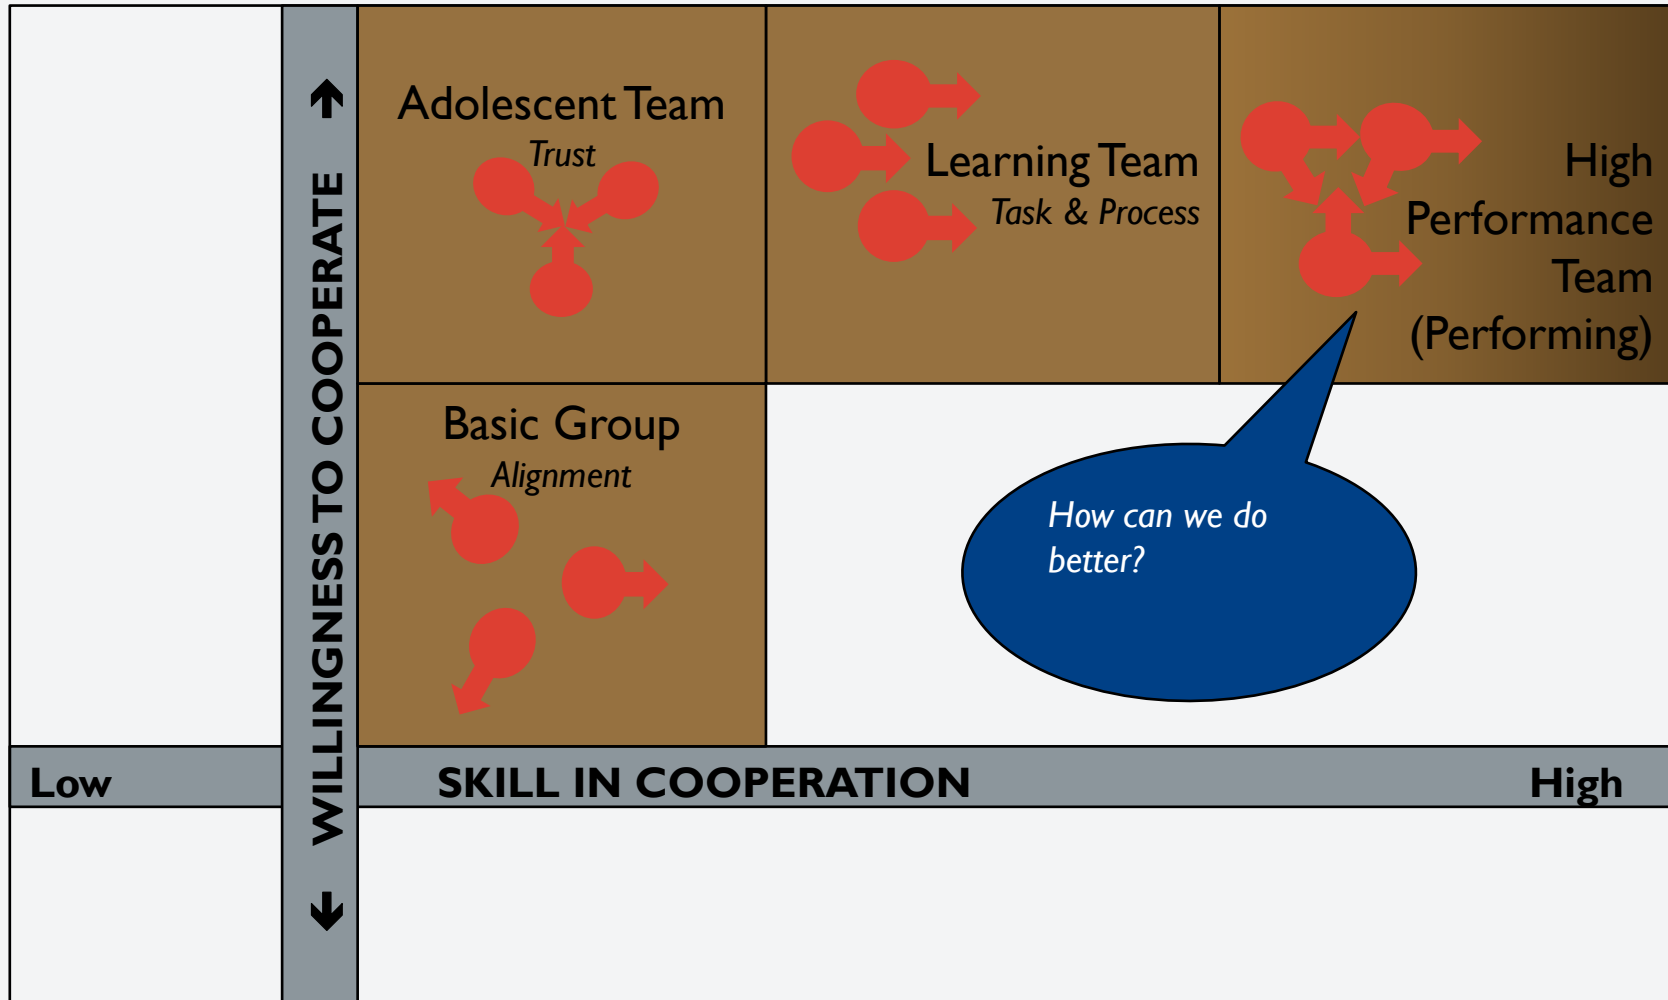 WILLINGNESS TO COOPERATE
Adolescent Team
Trust
Learning Team
Task & Process
High
Performance
Team
(Performing)
Basic Group
Alignment
How can we do
better?
Low
SKILL IN COOPERATION
High